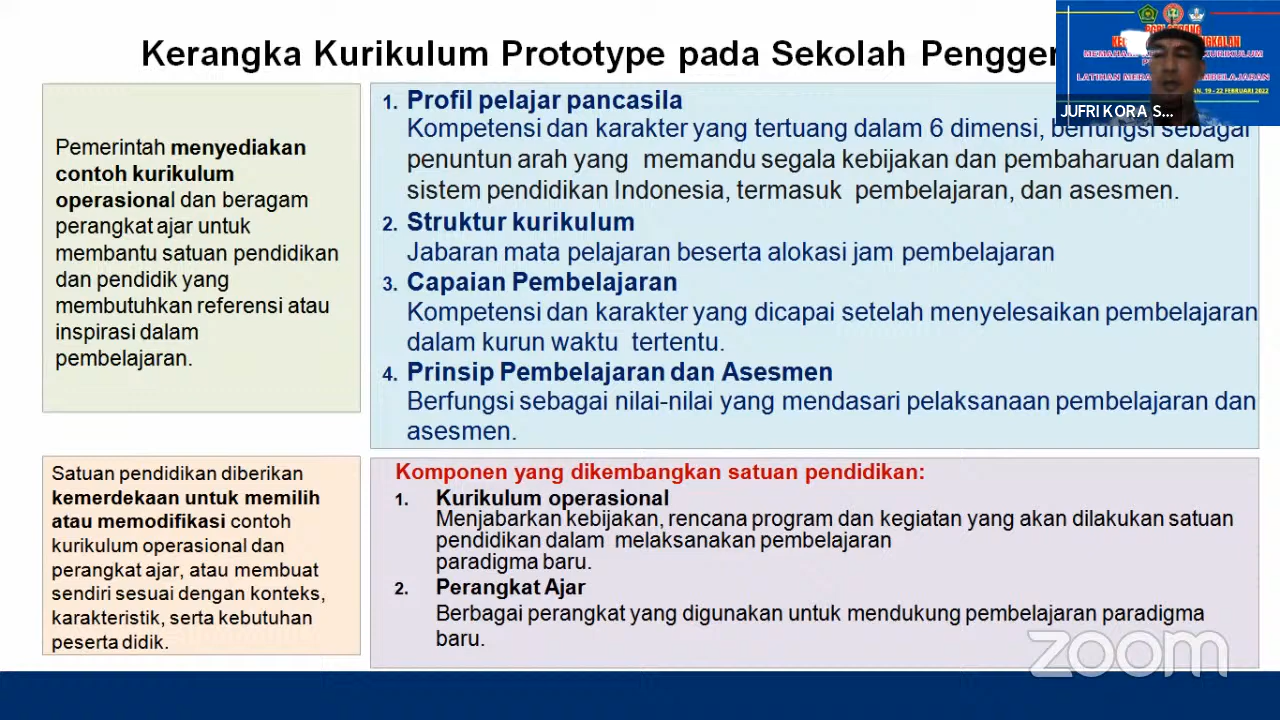 Kerangka Kurikulum Prototype pada Sekolah Pengger
Pemerintah menyediakan
contoh kurikulum
operasional dan beragam
perangkat ajar untuk
membantu satuan pendidikan
dan pendidik yang
membutuhkan referensi atau
inspirasi dalam
pembelajaran.
1. Profil pelajar pancasila
Kompetensi dan karakter yang tertuang dalam 6 dimensi, berfungsi sebagai
penuntun arah yang memandu segala kebijakan dan pembaharuan dalam
sistem pendidikan Indonesia, termasuk pembelajaran, dan asesmen.
2. Struktur kurikulum
Jabaran mata pelajaran beserta alokasi jam pembelajaran
3. Capaian Pembelajaran
Kompetensi dan karakter yang dicapai setelah menyelesaikan pembelajaran
dalam kurun waktu tertentu.
4. Prinsip Pembelajaran dan Asesmen
Berfungsi sebagai nilai-nilai yang mendasari pelaksanaan pembelajaran dan
asesmen.
Satuan pendidikan diberikan
kemerdekaan untuk memilih
atau memodifikasi contoh
kurikulum operasional dan
perangkat ajar, atau membuat
sendiri sesuai dengan konteks,
karakteristik, serta kebutuhan
peserta didik.
Komponen yang dikembangkan satuan pendidikan:
1. Kurikulum operasional
Menjabarkan kebijakan, rencana program dan kegiatan yang akan dilakukan satuan
pendidikan dalam melaksanakan pembelajaran
paradigma baru.
2. Perangkat Ajar
Berbagai perangkat yang digunakan untuk mendukung pembelajaran paradigma
baru.
KURIKULUM
LATIHAN
19 - 22 FEBRUARI 2022
JUFRI KORA S...
zoom